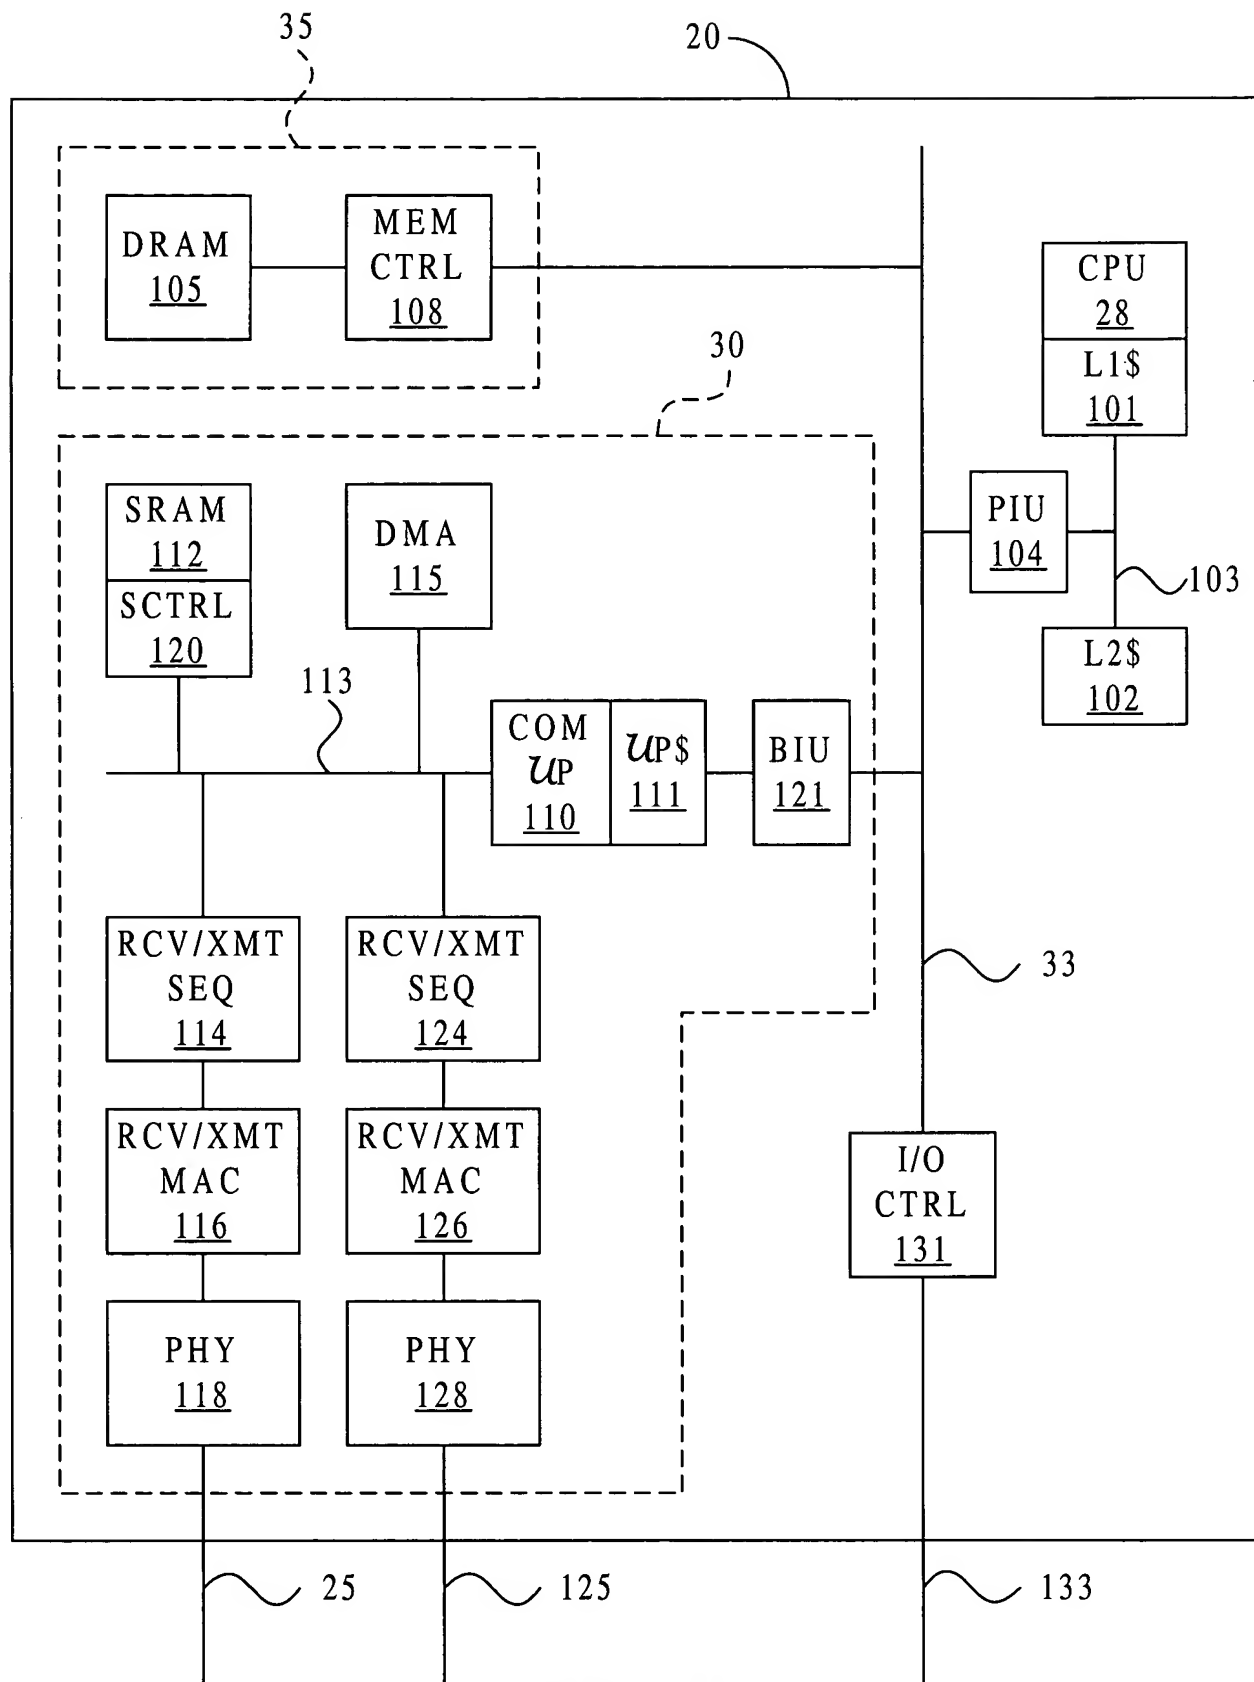 35
20
DRAM
105
MEM
CTRL
108
CPU
28
L1$
101
30
SRAM
112
SCTRL
120
DMA
115
PIU
104
103
L2$
102
113
COM
UP
110
UP$
111
BIU
121
RCV/XMT
SEQ
114
RCV/XMT
SEQ
124
33
RCV/XMT
MAC
116
RCV/XMT
MAC
126
I/O
CTRL
131
PHY
118
PHY
128
25
125
133